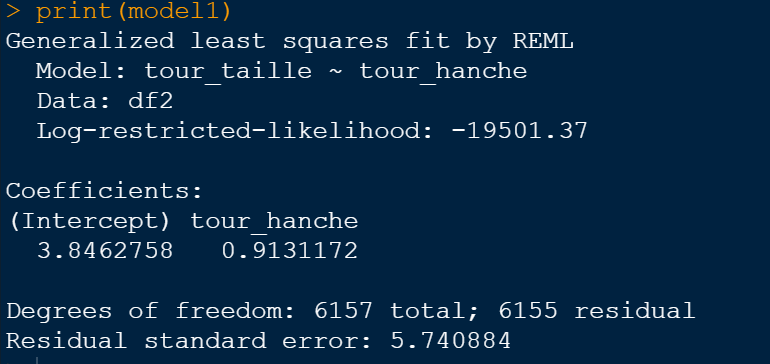 > print(model1)
Generalized least squares fit by REML
  Model: tour_taille ~ tour_hanche
  Data: df2
  Log-restricted-likelihood: -19501.37

Coefficients:
(Intercept) tour_hanche
  3.8462758   0.9131172

Degrees of freedom: 6157 total; 6155 residual
Residual standard error: 5.740884